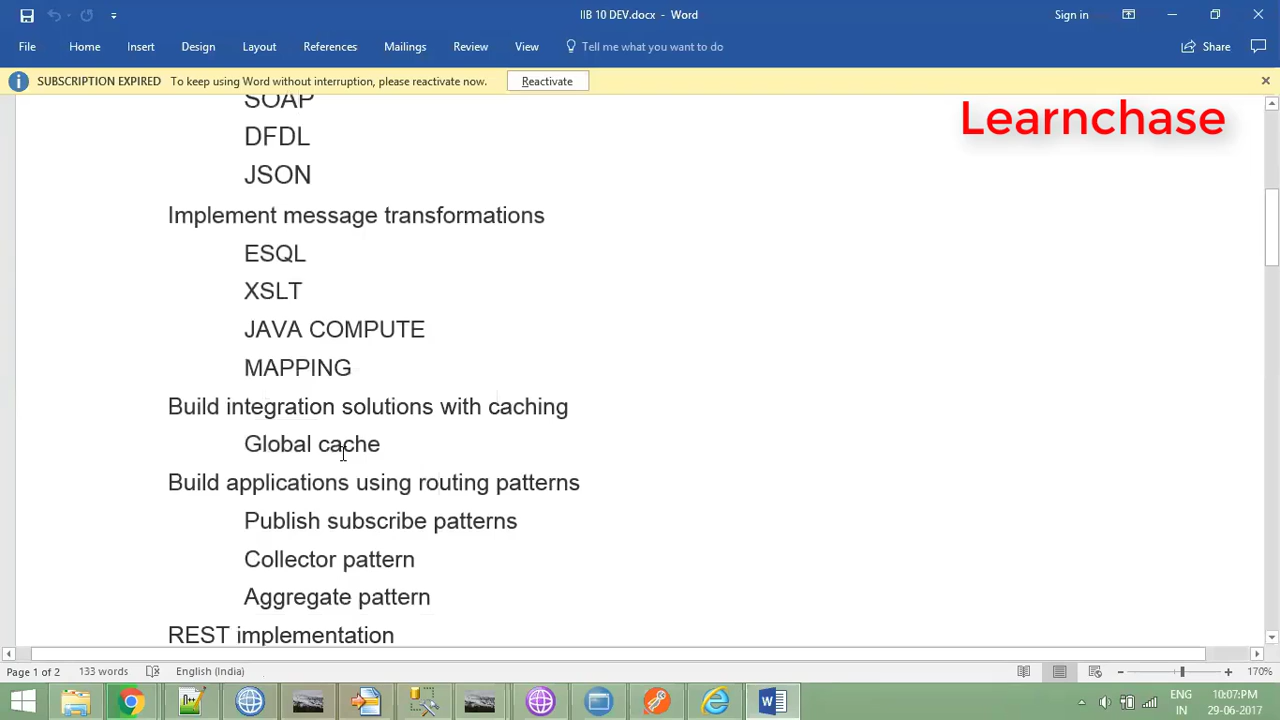 IIB 10 DEV.docx - Word
Sign in
File Home Insert Design Layout References Mailings Review View Tell me what you want to do Share
SUBSCRIPTION EXPIRED To keep using Word without interruption, please reactivate now. Reactivate
SOAP
Learnchase
DFDL
JSON
Implement message transformations
ESQL
XSLT
JAVA COMPUTE
MAPPING
Build integration solutions with caching
Global cache
Build applications using routing patterns
Publish subscribe patterns
Collector pattern
Aggregate pattern
REST implementation
Page 1 of 2 133 words English (India) 170%
ENG 10:07:PM
IN 29-06-2017